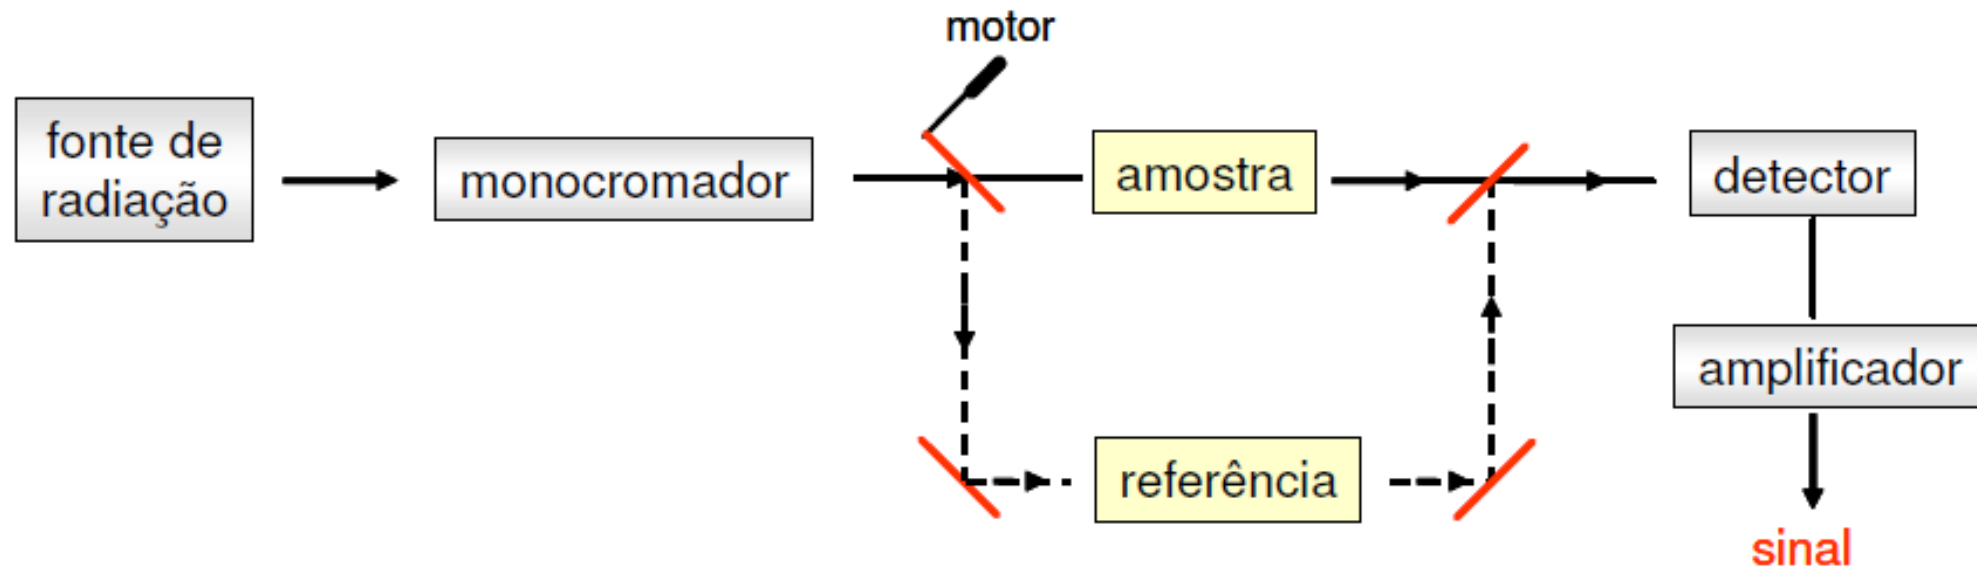 motor
fonte de
radiação
monocromador
amostra
detector
amplificador
referência
sinal